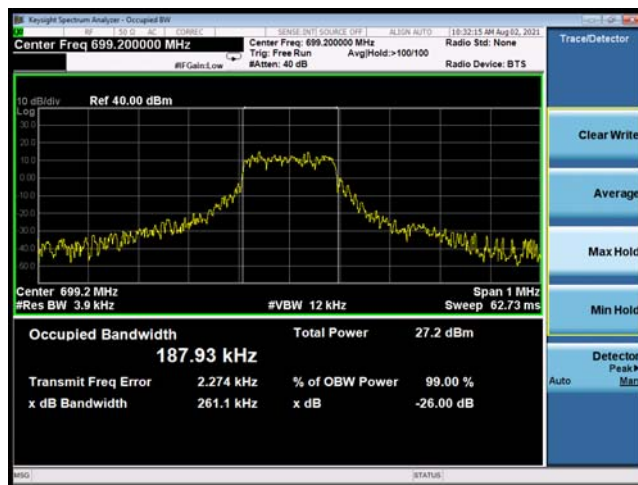 Keysight Spectrum Analyzer - Occupied BW
RF 50 Ω AC CORREC SENSE:INT SOURCE OFF ALIGN AUTO 10:32:15 AM Aug 02, 2021
Center Freq 699.200000 MHz
Center Freq: 699.200000 MHz Radio Std: None
Trig: Free Run Avg|Hold:>100/100
#IFGain:Low #Atten: 40 dB Radio Device: BTS
Trace/Detector
10 dB/div Ref 40.00 dBm
Log
30.0
20.0
10.0
0.00
-10.0
-20.0
-30.0
-40.0
-50.0
Center 699.2 MHz Span 1 MHz
#Res BW 3.9 kHz #VBW 12 kHz Sweep 62.73 ms
Occupied Bandwidth Total Power 27.2 dBm
187.93 kHz
Transmit Freq Error 2.274 kHz % of OBW Power 99.00 %
x dB Bandwidth 261.1 kHz x dB -26.00 dB
Clear Write
Average
Max Hold
Min Hold
Detector
Peak
Auto Man
MSG STATUS